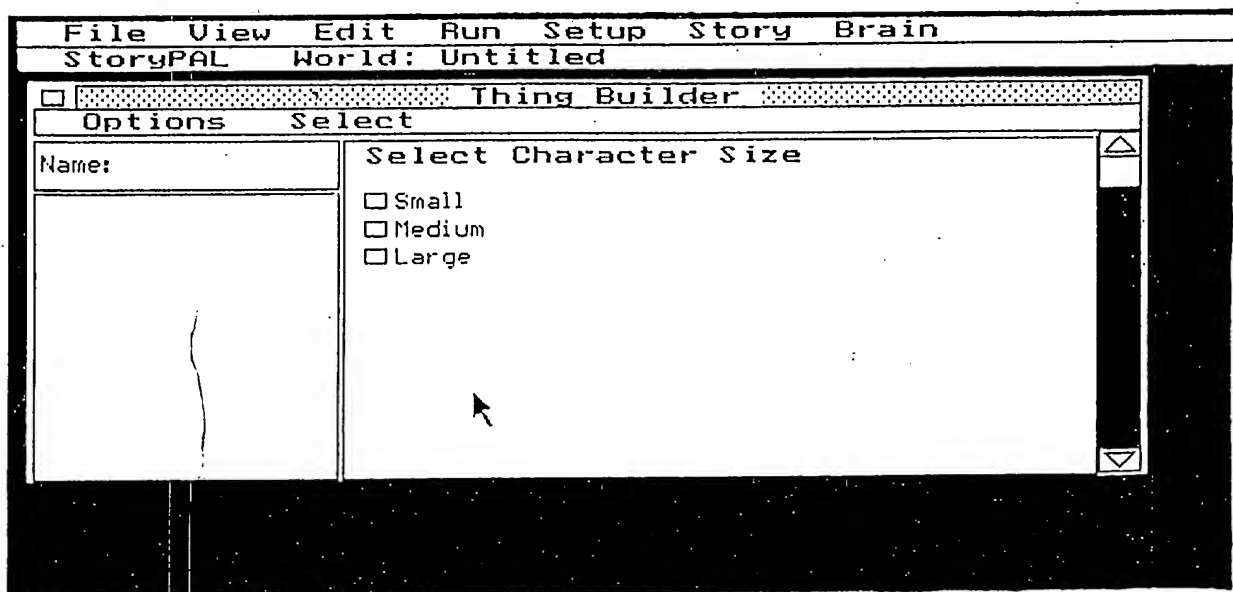 File View Edit Run Setup Story Brain
StoryPAL World: Untitled
Thing Builder
Options Select
Name:
Select Character Size
Small
Medium
Large